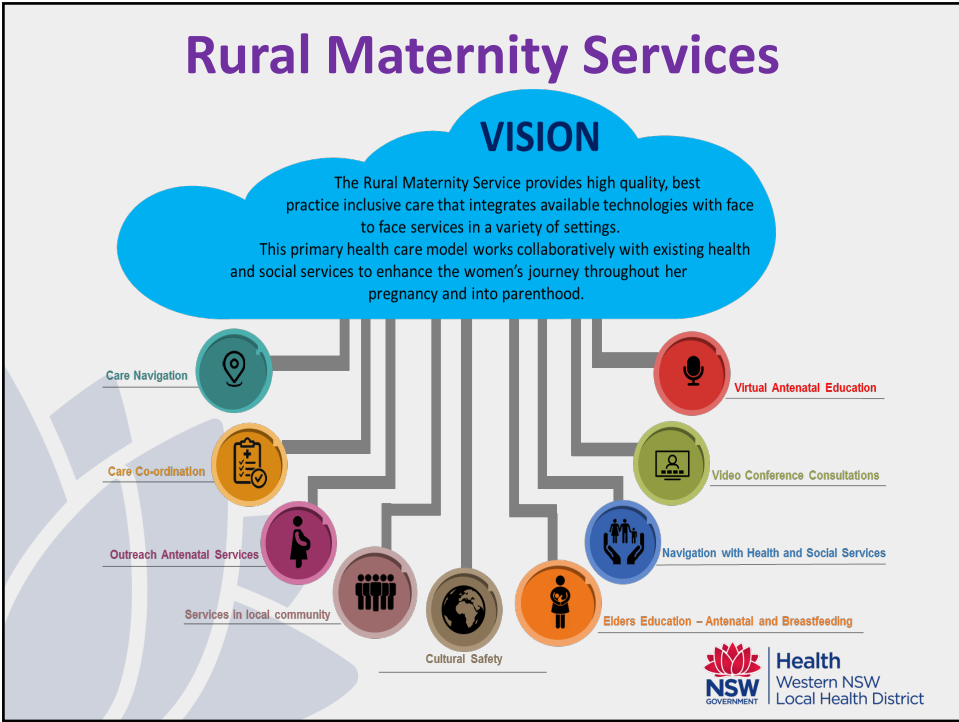 Rural Maternity Services
VISION
The Rural Maternity Service provides high quality, best
practice inclusive care that integrates available technologies with face
to face services in a variety of settings.
This primary health care model works collaboratively with existing health
and social services to enhance the women's journey throughout her
pregnancy and into parenthood.
Care Navigation
Virtual Antenatal Education
Care Co-ordination
Video Conference Consultations
Outreach Antenatal Services
Navigation with Health and Social Services
Services in local community
Elders Education – Antenatal and Breastfeeding
Cultural Safety
NSW
GOVERNMENT
Health
Western NSW
Local Health District